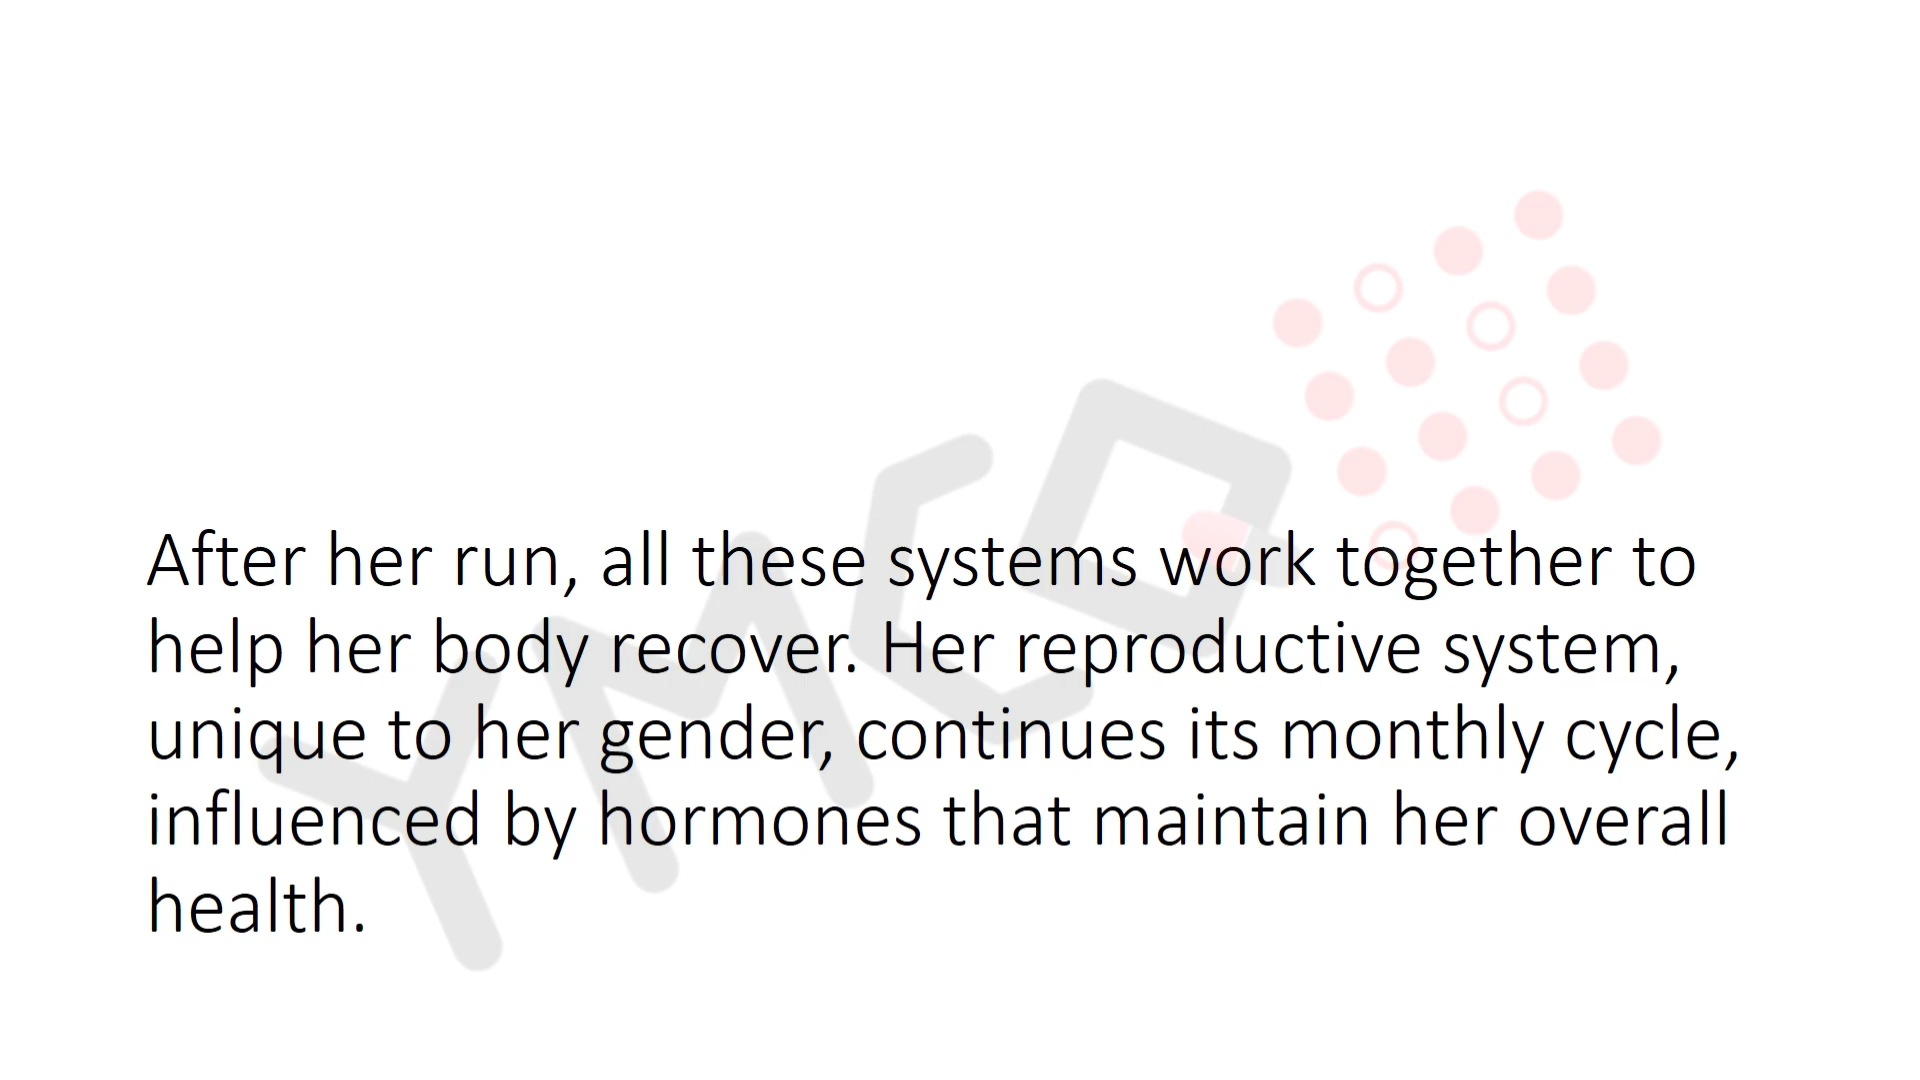 After her run, all these systems work together to
help her body recover. Her reproductive system,
unique to her gender, continues its monthly cycle,
influenced by hormones that maintain her overall
health.
YMCQ